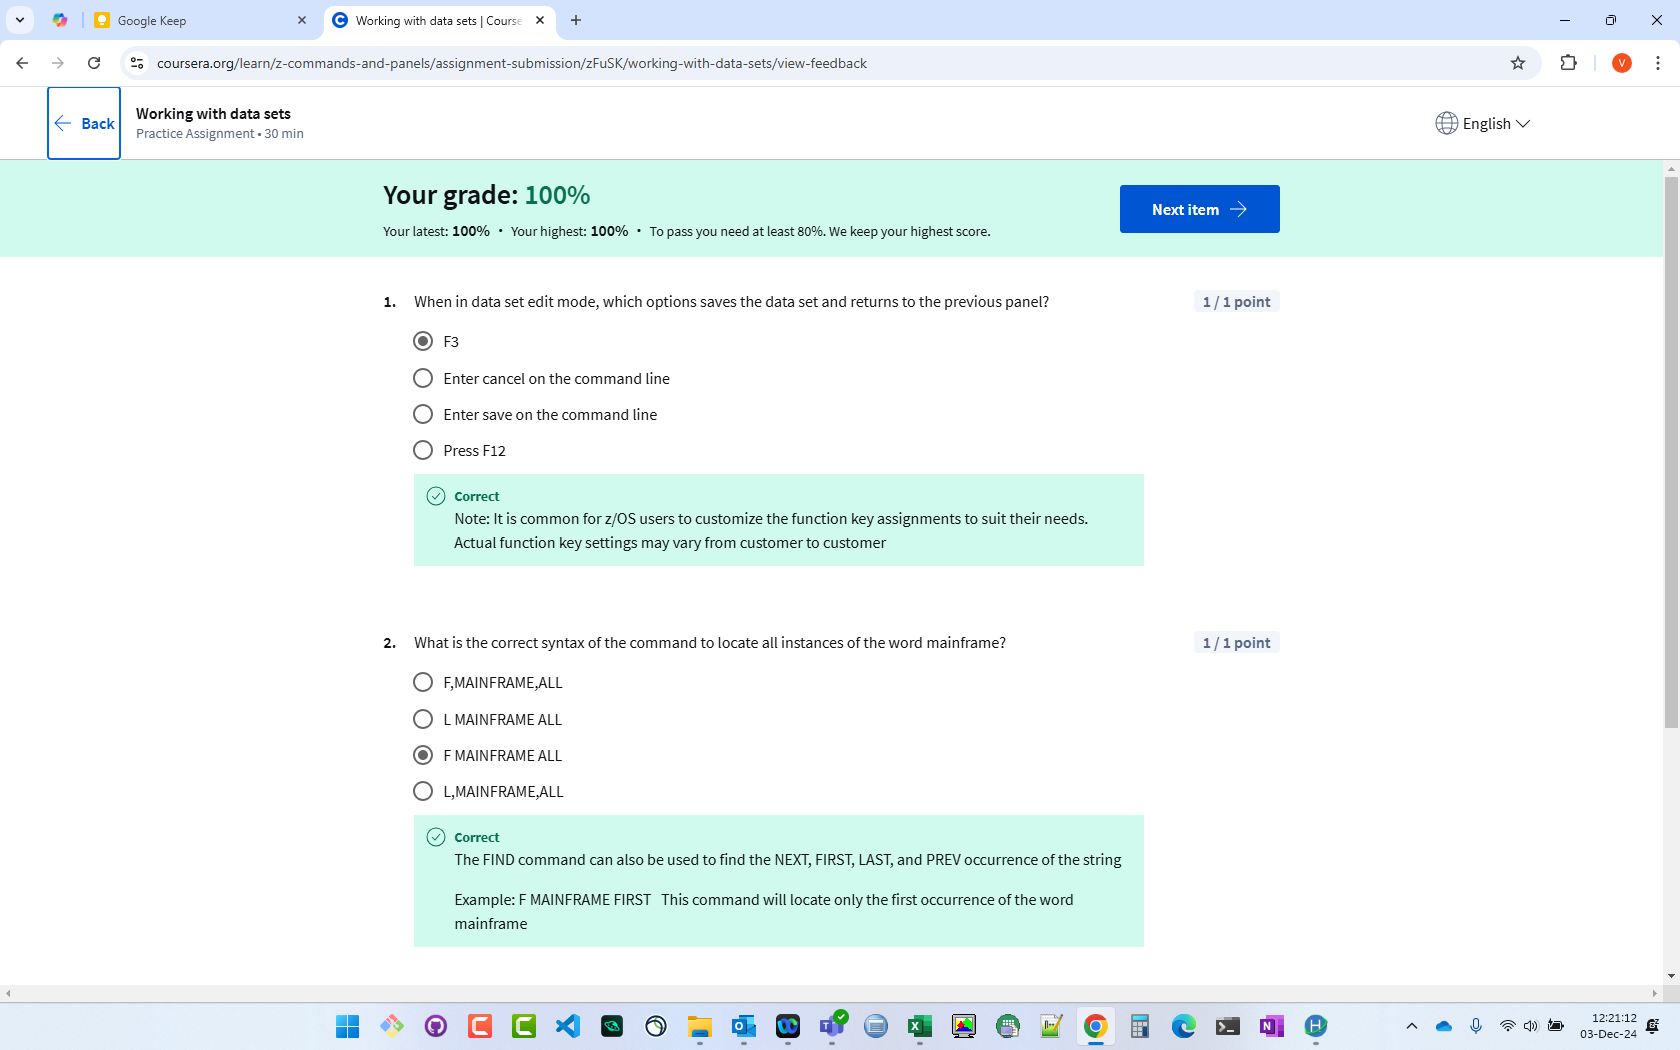 Google Keep
Working with data sets | Course
coursera.org/learn/z-commands-and-panels/assignment-submission/zFuSK/working-with-data-sets/view-feedback
V
Back
Working with data sets
Practice Assignment • 30 min
English
Your grade: 100%
Your latest: 100% • Your highest: 100% • To pass you need at least 80%. We keep your highest score.
Next item
1. When in data set edit mode, which options saves the data set and returns to the previous panel?
1 / 1 point
F3
Enter cancel on the command line
Enter save on the command line
Press F12
Correct
Note: It is common for z/OS users to customize the function key assignments to suit their needs.
Actual function key settings may vary from customer to customer
2. What is the correct syntax of the command to locate all instances of the word mainframe?
1 / 1 point
F,MAINFRAME,ALL
L MAINFRAME ALL
F MAINFRAME ALL
L,MAINFRAME,ALL
Correct
The FIND command can also be used to find the NEXT, FIRST, LAST, and PREV occurrence of the string
Example: F MAINFRAME FIRST This command will locate only the first occurrence of the word
mainframe
12:21:12
03-Dec-24